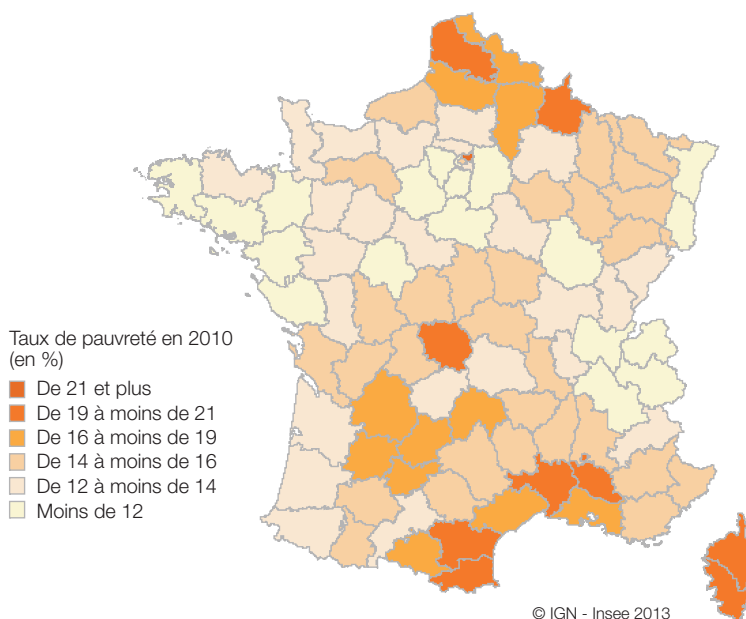 Taux de pauvreté en 2010
(en %)
De 21 et plus
De 19 à moins de 21
De 16 à moins de 19
De 14 à moins de 16
De 12 à moins de 14
Moins de 12
© IGN - Insee 2013